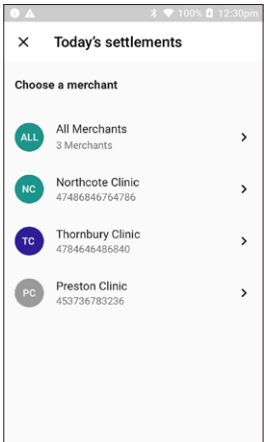 100% 12:30pm
Today's settlements
Choose a merchant
ALL
All Merchants
3 Merchants
NC
Northcote Clinic
47486846764786
TC
Thornbury Clinic
4784646486840
PC
Preston Clinic
453736783236